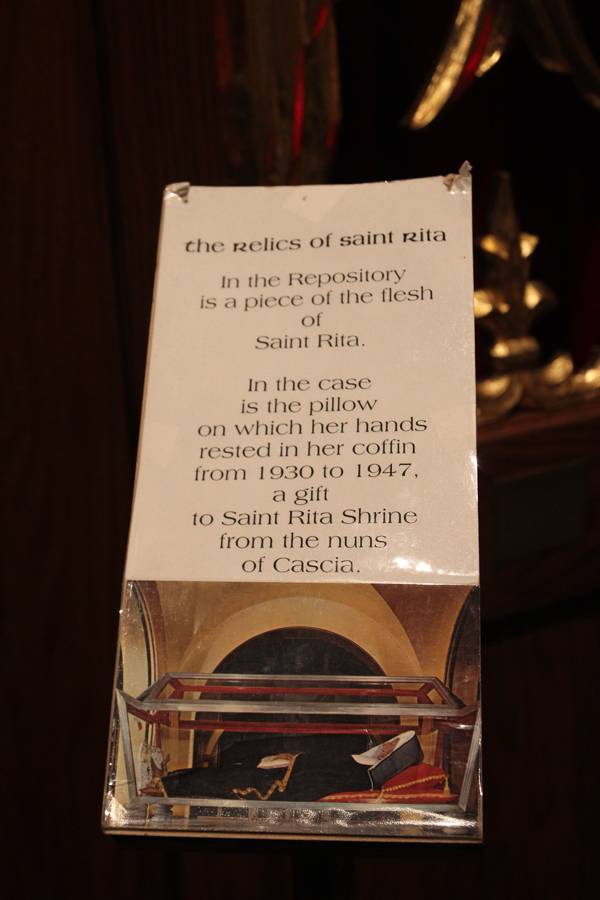 the Relics of saint Rita
In the Repository
is a piece of the flesh
of
Saint Rita.
In the case
is the pillow
on which her hands
rested in her coffin
from 1930 to 1947,
a gift
to Saint Rita Shrine
from the nuns
of Cascia.